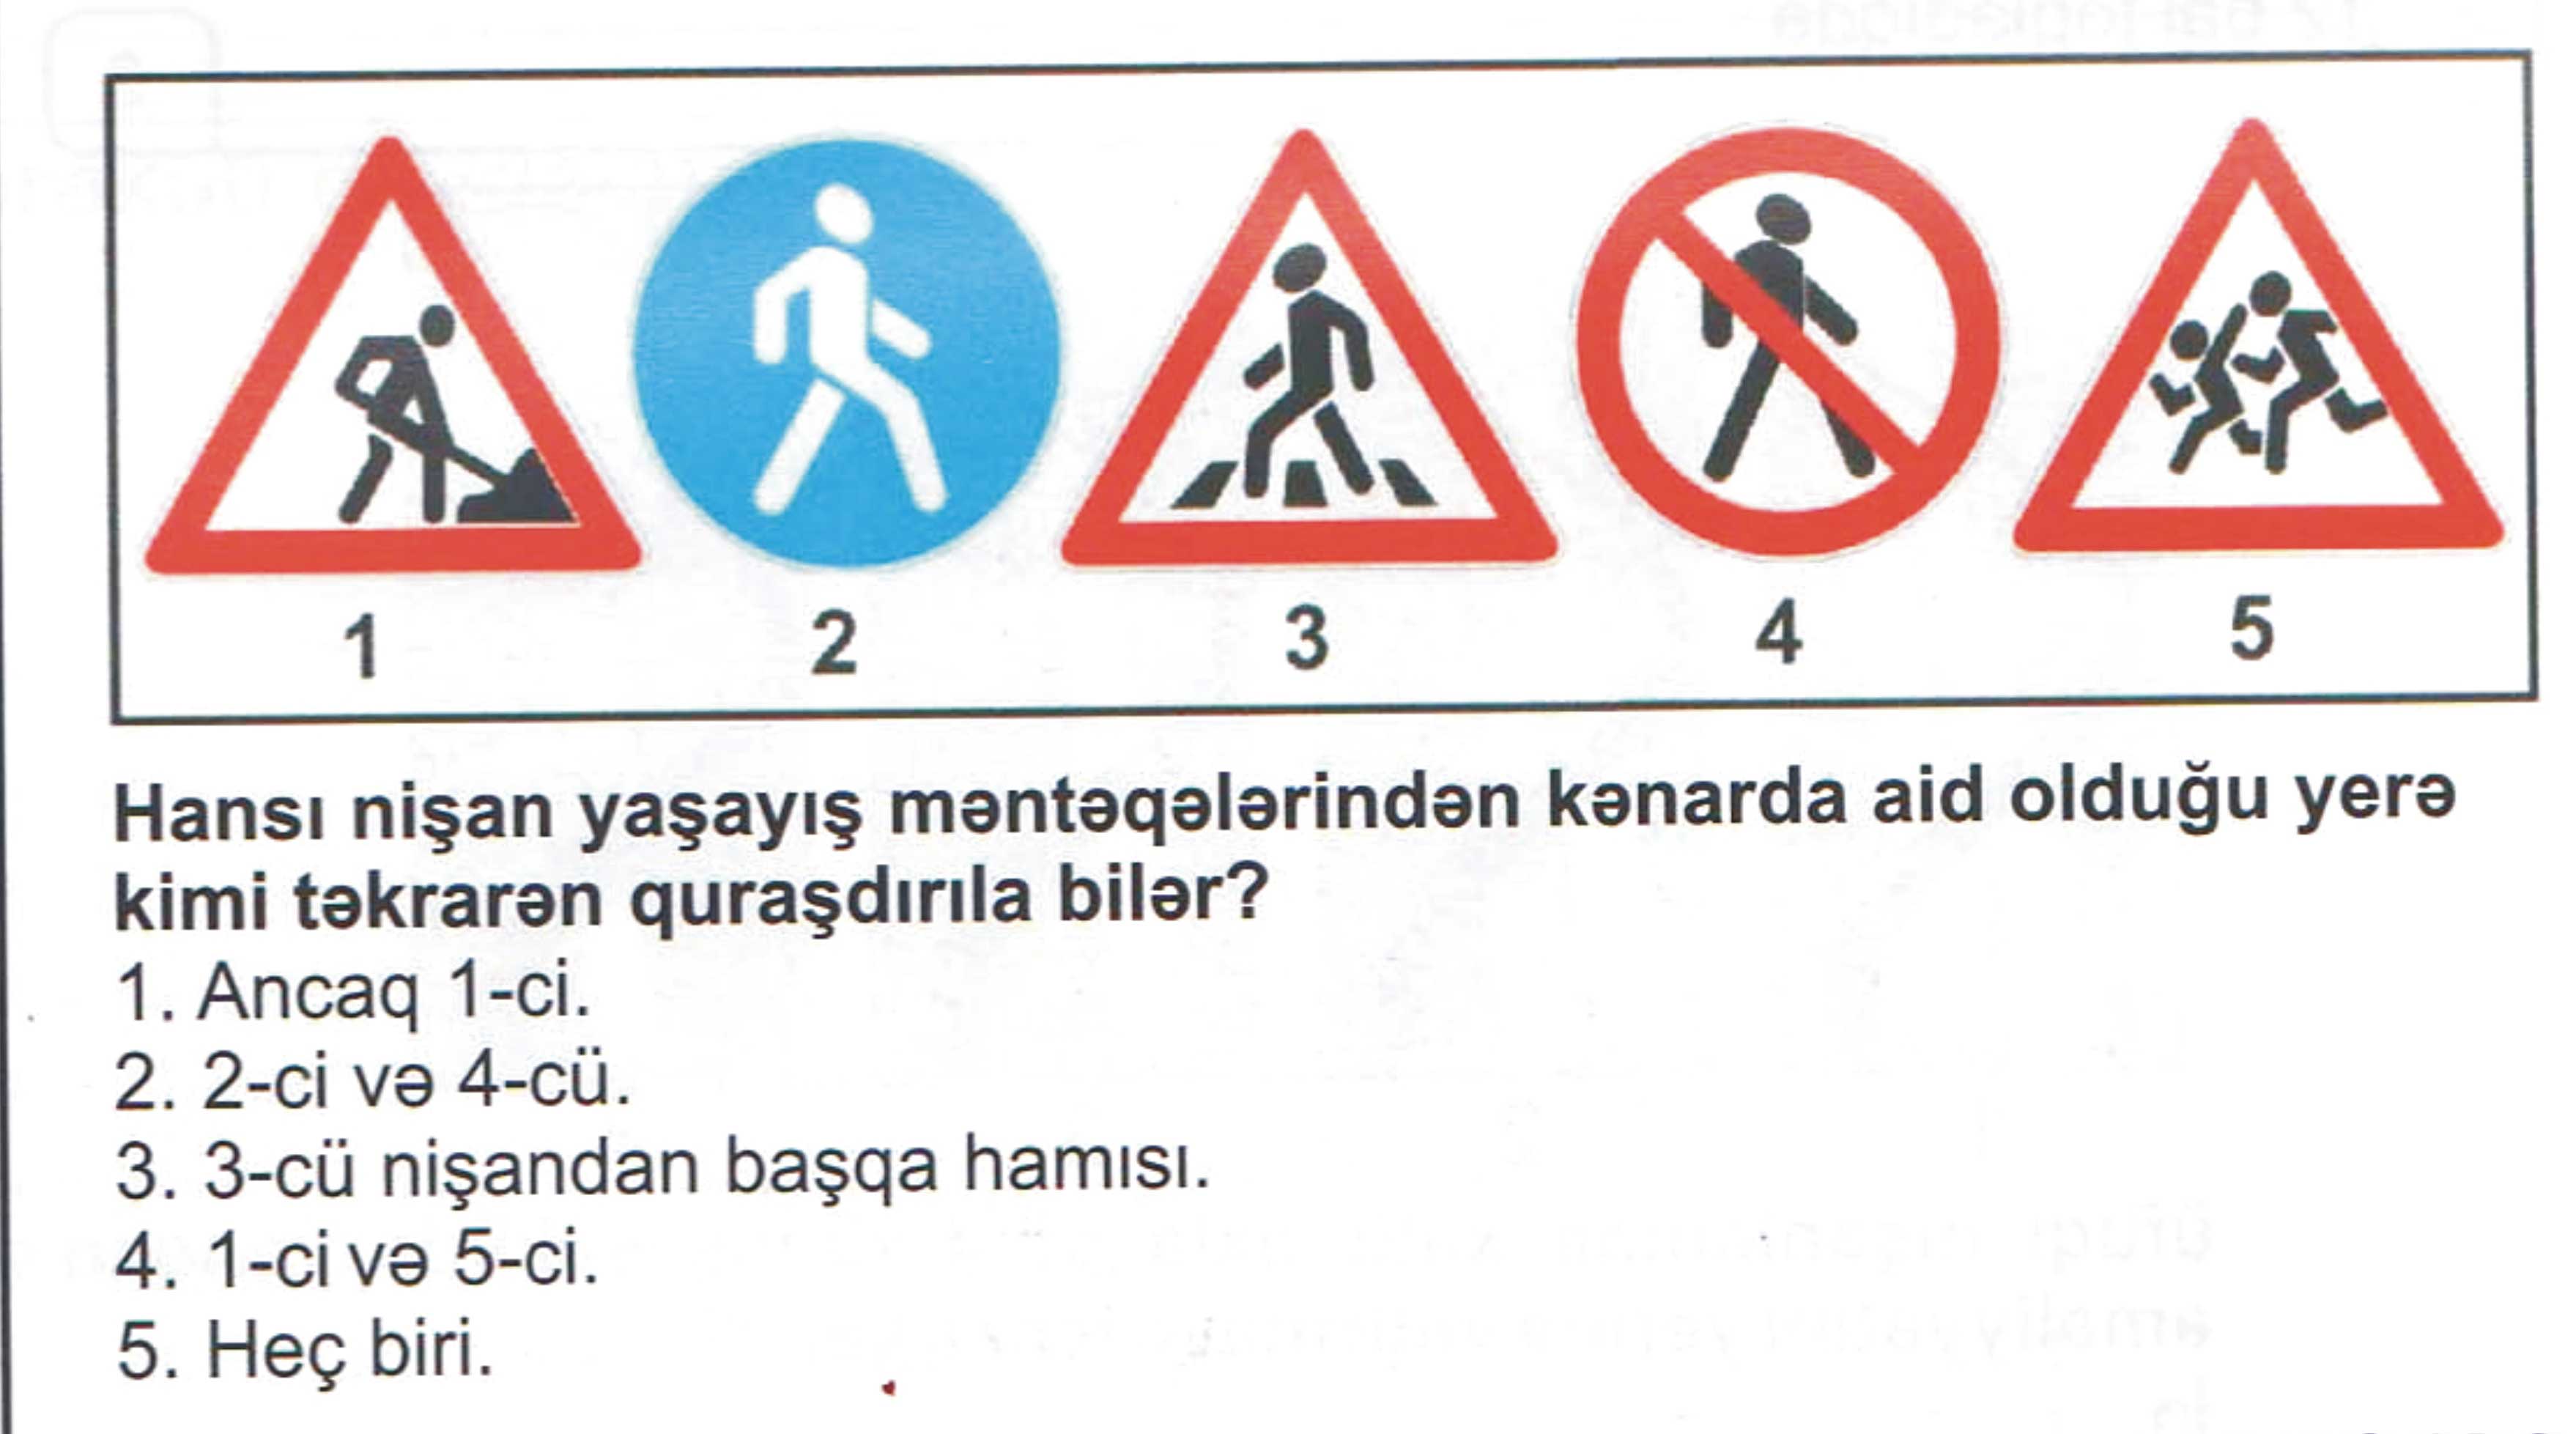 1 2 3 4 5
Hansı nişan yaşayış məntəqələrindən kənarda aid olduğu yerə
kimi təkrarən quraşdırıla bilər?
1. Ancaq 1-ci.
2. 2-ci və 4-cü.
3. 3-cü nişandan başqa hamısı.
4. 1-ci və 5-ci.
5. Heç biri.